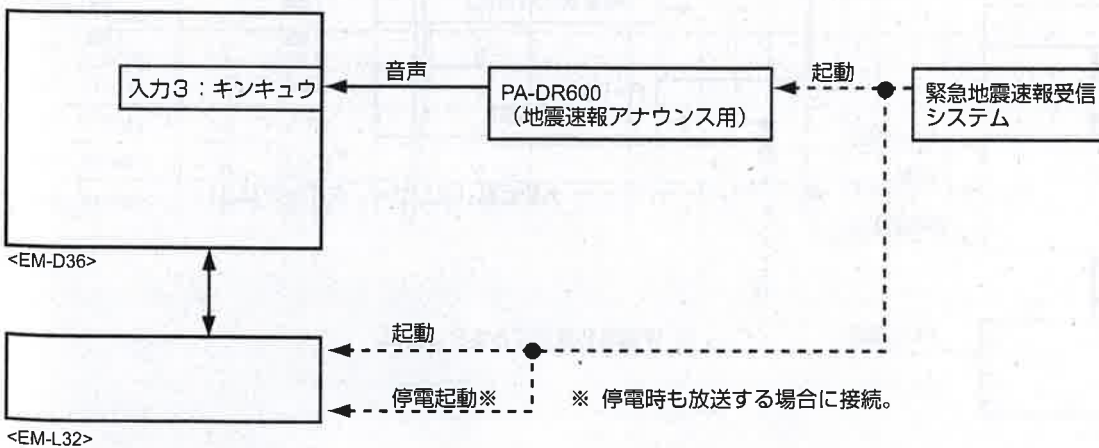 音声
起動
入力3：キンキュウ
PA-DR600
（地震速報アナウンス用）
緊急地震速報受信
システム
<EM-D36>
起動
停電起動※
※ 停電時も放送する場合に接続。
<EM-L32>